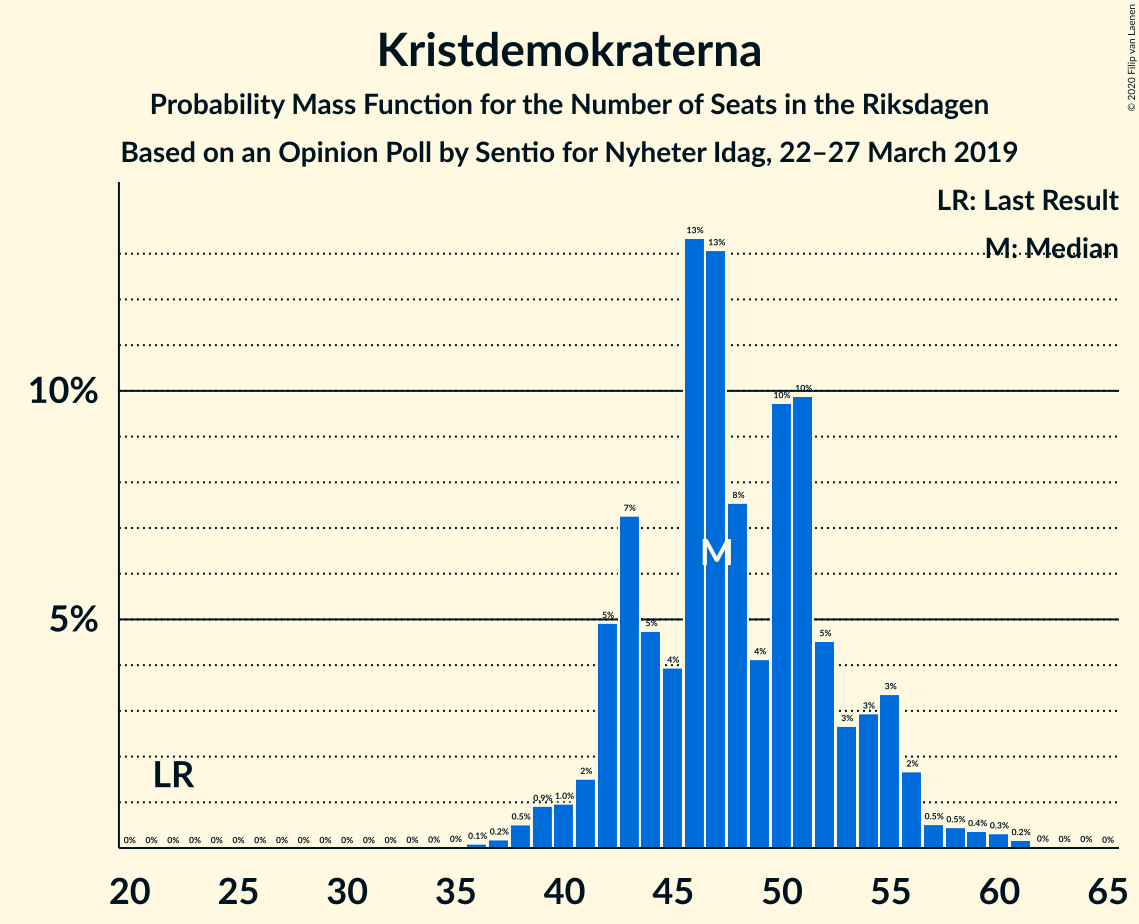 Kristdemokraterna
Probability Mass Function for the Number of Seats in the Riksdagen
Based on an Opinion Poll by Sentio for Nyheter Idag, 22–27 March 2019
© 2020 Filip van Laenen
LR: Last Result
M: Median
10%
5%
LR
M
0% 0% 0% 0% 0% 0% 0% 0% 0% 0% 0% 0% 0% 0% 0% 0% 0.1% 0.2% 0.5% 0.9% 1.0% 2% 5% 7% 5% 4% 13% 13% 8% 4% 10% 10% 5% 3% 3% 3% 2% 0.5% 0.5% 0.4% 0.3% 0.2% 0% 0% 0% 0%
20 25 30 35 40 45 50 55 60 65